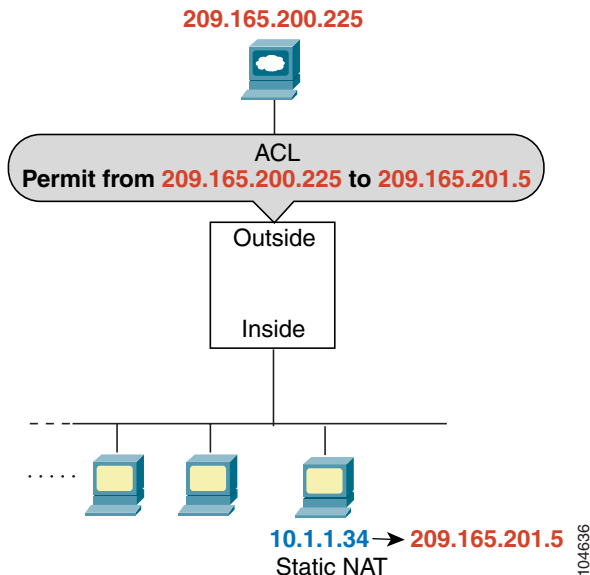 209.165.200.225
ACL
Permit from 209.165.200.225 to 209.165.201.5
Outside
Inside
10.1.1.34 209.165.201.5
Static NAT
104636